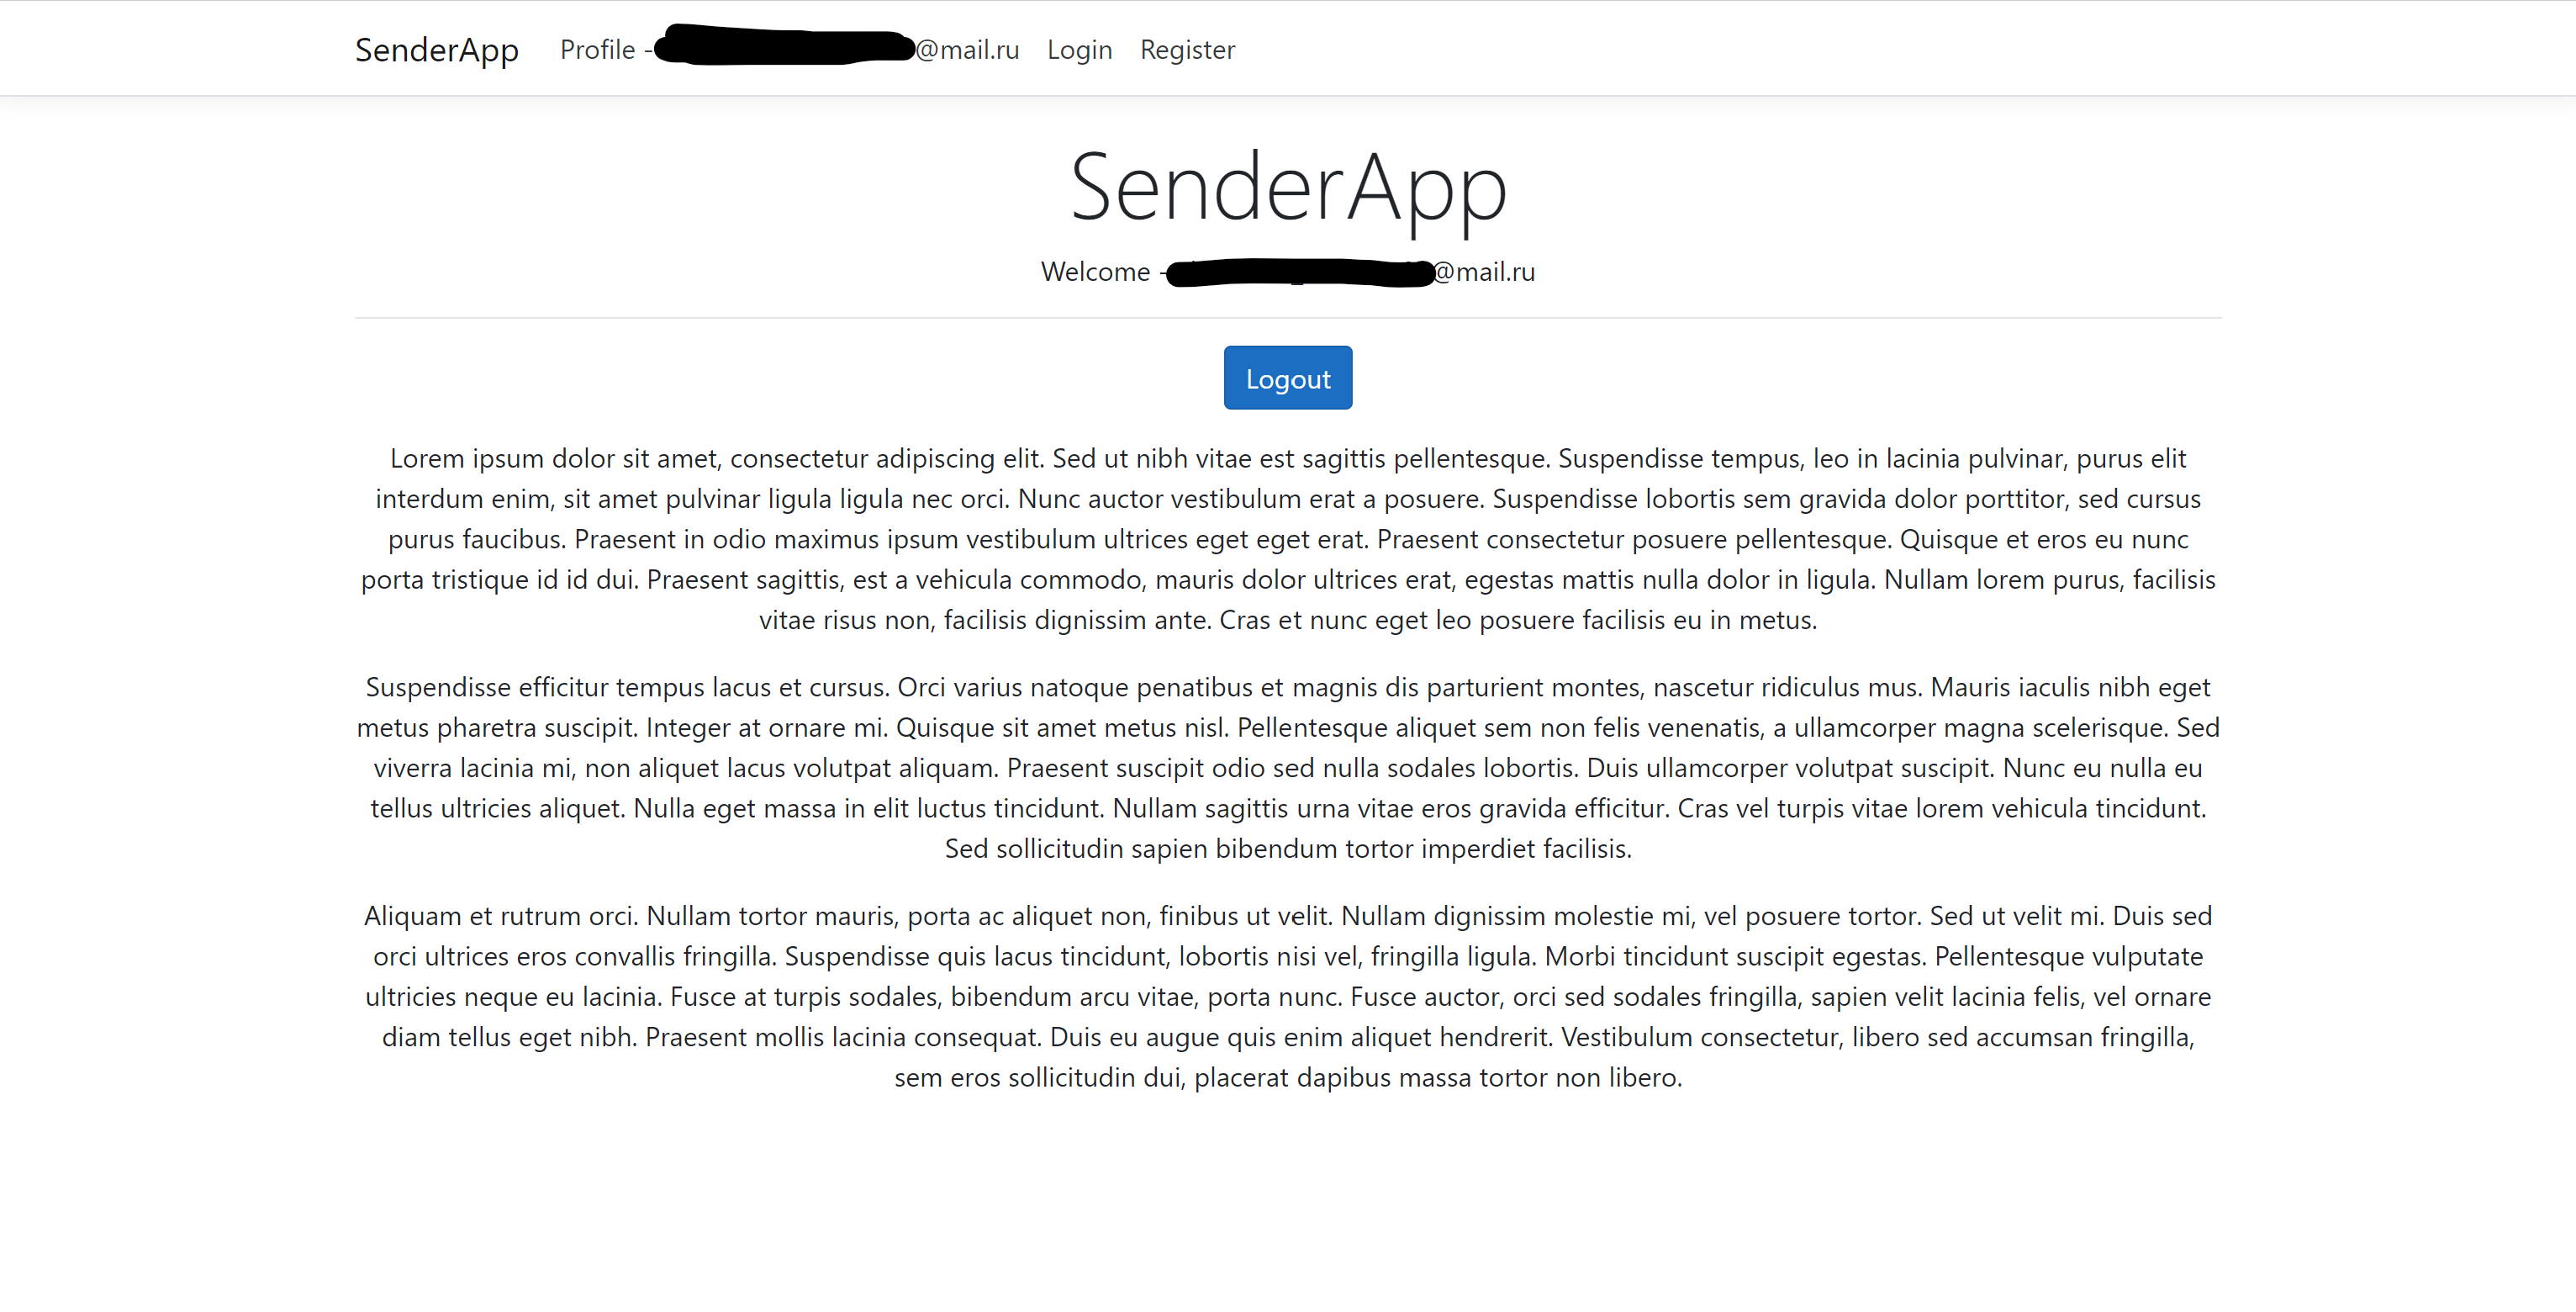 SenderApp Profile - @mail.ru Login Register
SenderApp
Welcome - @mail.ru
Logout
Lorem ipsum dolor sit amet, consectetur adipiscing elit. Sed ut nibh vitae est sagittis pellentesque. Suspendisse tempus, leo in lacinia pulvinar, purus elit
interdum enim, sit amet pulvinar ligula ligula nec orci. Nunc auctor vestibulum erat a posuere. Suspendisse lobortis sem gravida dolor porttitor, sed cursus
purus faucibus. Praesent in odio maximus ipsum vestibulum ultrices eget eget erat. Praesent consectetur posuere pellentesque. Quisque et eros eu nunc
porta tristique id id dui. Praesent sagittis, est a vehicula commodo, mauris dolor ultrices erat, egestas mattis nulla dolor in ligula. Nullam lorem purus, facilisis
vitae risus non, facilisis dignissim ante. Cras et nunc eget leo posuere facilisis eu in metus.
Suspendisse efficitur tempus lacus et cursus. Orci varius natoque penatibus et magnis dis parturient montes, nascetur ridiculus mus. Mauris iaculis nibh eget
metus pharetra suscipit. Integer at ornare mi. Quisque sit amet metus nisl. Pellentesque aliquet sem non felis venenatis, a ullamcorper magna scelerisque. Sed
viverra lacinia mi, non aliquet lacus volutpat aliquam. Praesent suscipit odio sed nulla sodales lobortis. Duis ullamcorper volutpat suscipit. Nunc eu nulla eu
tellus ultricies aliquet. Nulla eget massa in elit luctus tincidunt. Nullam sagittis urna vitae eros gravida efficitur. Cras vel turpis vitae lorem vehicula tincidunt.
Sed sollicitudin sapien bibendum tortor imperdiet facilisis.
Aliquam et rutrum orci. Nullam tortor mauris, porta ac aliquet non, finibus ut velit. Nullam dignissim molestie mi, vel posuere tortor. Sed ut velit mi. Duis sed
orci ultrices eros convallis fringilla. Suspendisse quis lacus tincidunt, lobortis nisi vel, fringilla ligula. Morbi tincidunt suscipit egestas. Pellentesque vulputate
ultricies neque eu lacinia. Fusce at turpis sodales, bibendum arcu vitae, porta nunc. Fusce auctor, orci sed sodales fringilla, sapien velit lacinia felis, vel ornare
diam tellus eget nibh. Praesent mollis lacinia consequat. Duis eu augue quis enim aliquet hendrerit. Vestibulum consectetur, libero sed accumsan fringilla,
sem eros sollicitudin dui, placerat dapibus massa tortor non libero.